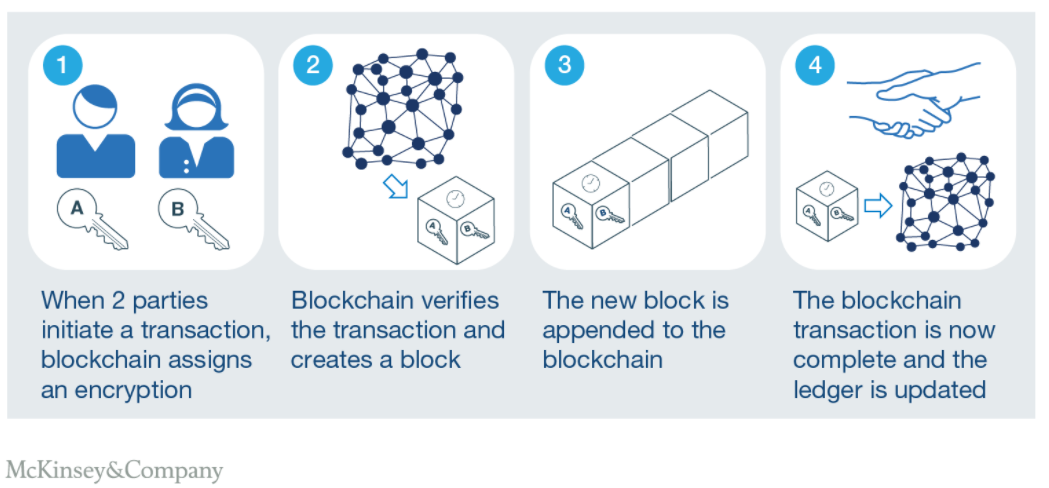 1
2
3
4
A
B
A
B
A
B
A
B
When 2 parties
initiate a transaction,
blockchain assigns
an encryption
Blockchain verifies
the transaction and
creates a block
The new block is
appended to the
blockchain
The blockchain
transaction is now
complete and the
ledger is updated
McKinsey&Company